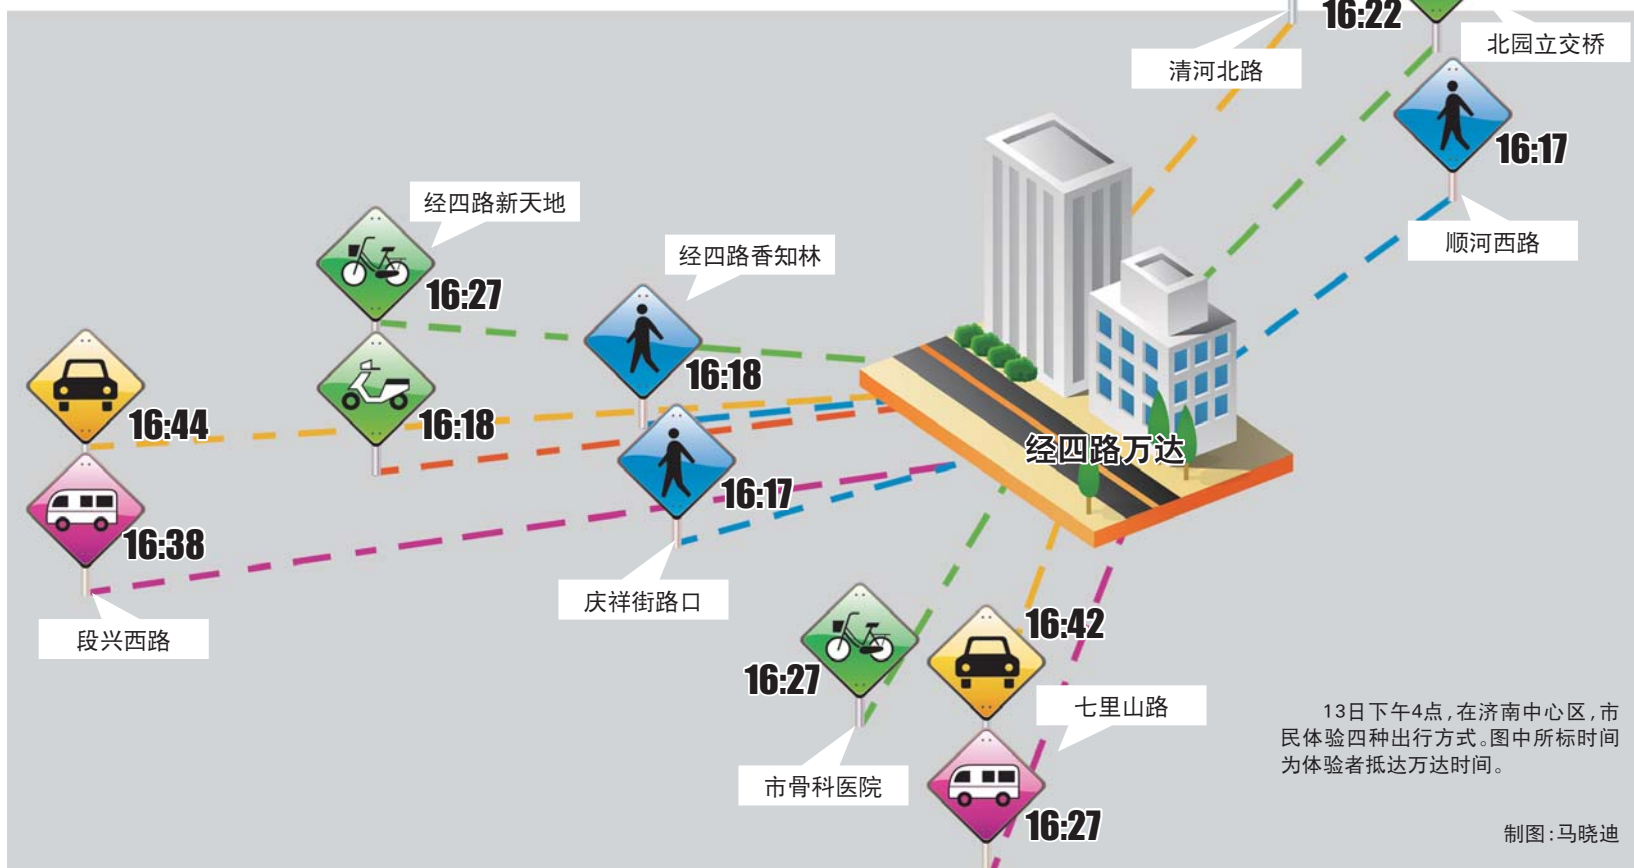 16:22
北园立交桥
清河北路
16:17
顺河西路
经四路新天地
16:27
经四路香知林
16:18
16:44
16:18
经四路万达
16:17
16:38
庆祥街路口
段兴西路
16:42
16:27
七里山路
市骨科医院
16:27
13日下午4点,在济南中心区,市
民体验四种出行方式。图中所标时间
为体验者抵达万达时间。
制图:马晓迪